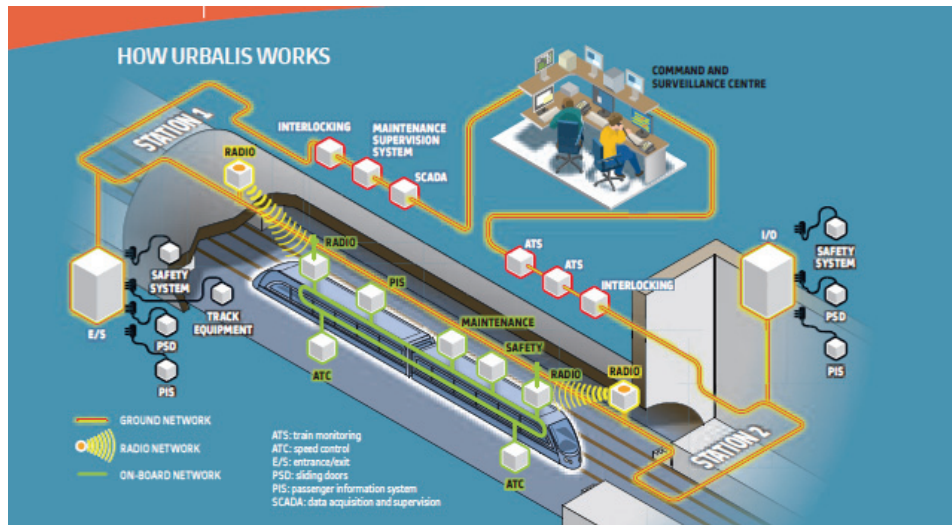 HOW URBALIS WORKS
COMMAND AND
SURVEILLANCE CENTRE
STATION 1
INTERLOCKING
MAINTENANCE
SUPERVISION
SYSTEM
SCADA
RADIO
RADIO
PIS
MAINTENANCE
SAFETY
RADIO
RADIO
ATC
ATC
ATS
ATS
INTERLOCKING
I/O
SAFETY
SYSTEM
PSD
PIS
E/S
SAFETY
SYSTEM
TRACK
EQUIPMENT
PSD
PIS
STATION 2
GROUND NETWORK
RADIO NETWORK
ON-BOARD NETWORK
ATS: train monitoring
ATC: speed control
E/S: entrance/exit
PSD: sliding doors
PIS: passenger information system
SCADA: data acquisition and supervision